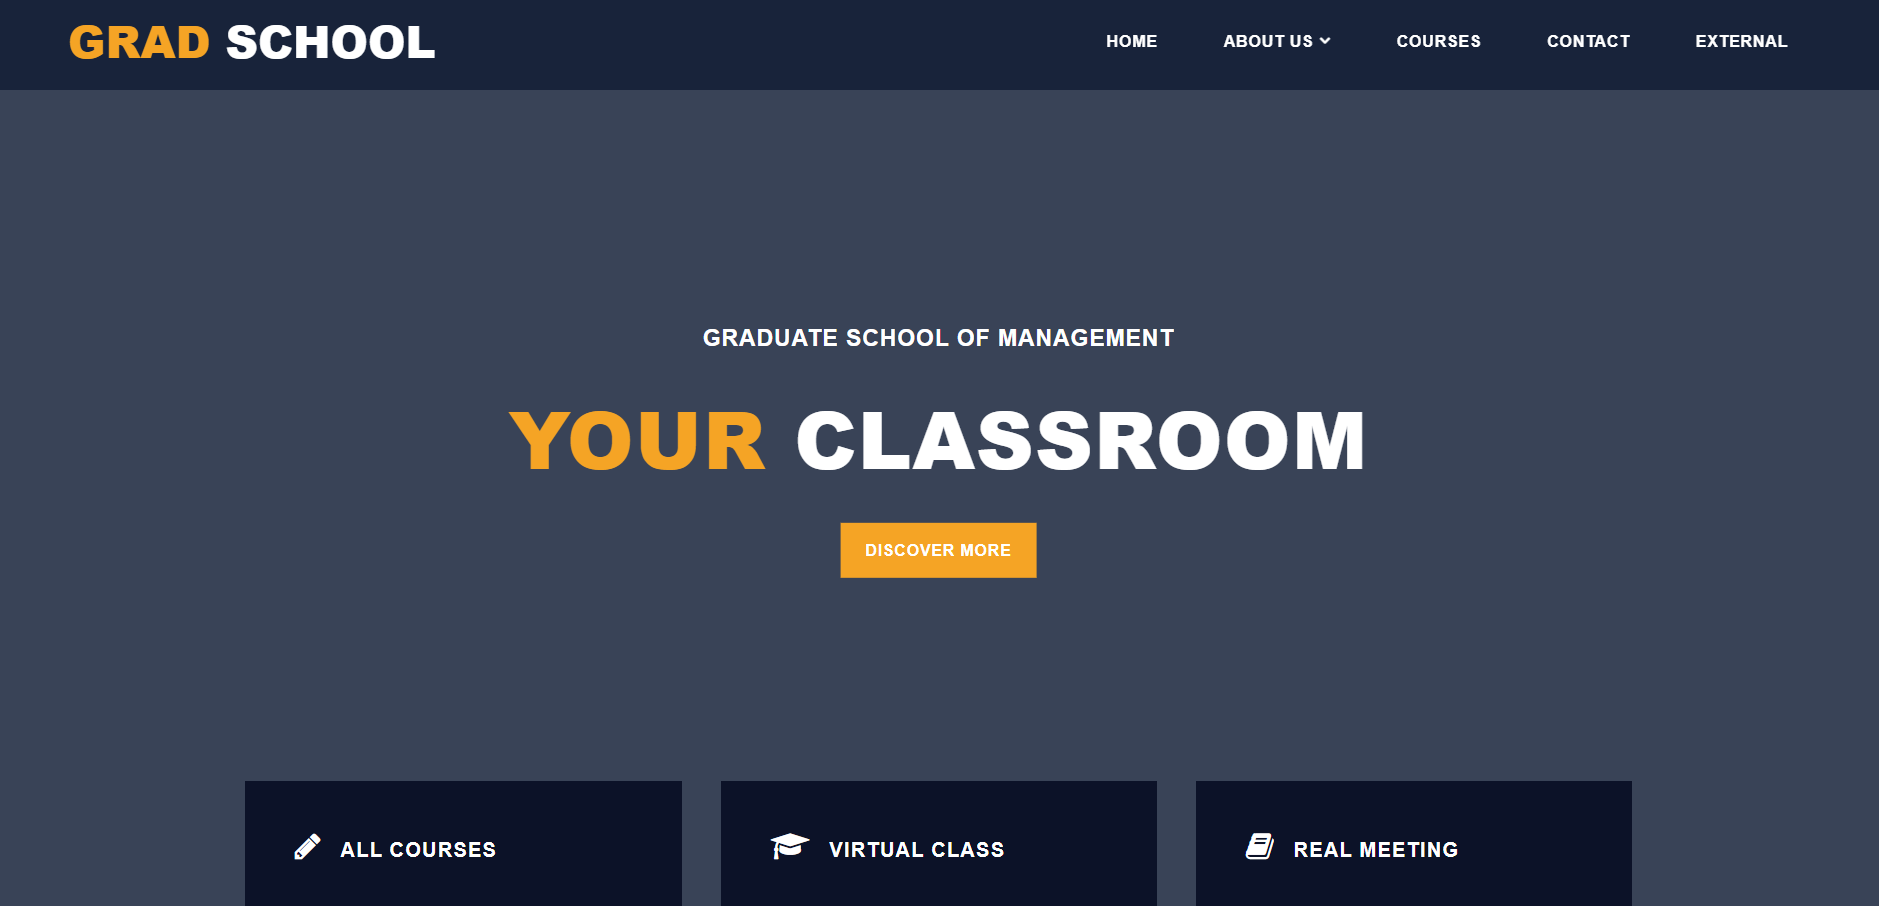 GRAD SCHOOL
HOME
ABOUT US
COURSES
CONTACT
EXTERNAL
GRADUATE SCHOOL OF MANAGEMENT
YOUR CLASSROOM
DISCOVER MORE
ALL COURSES
VIRTUAL CLASS
REAL MEETING